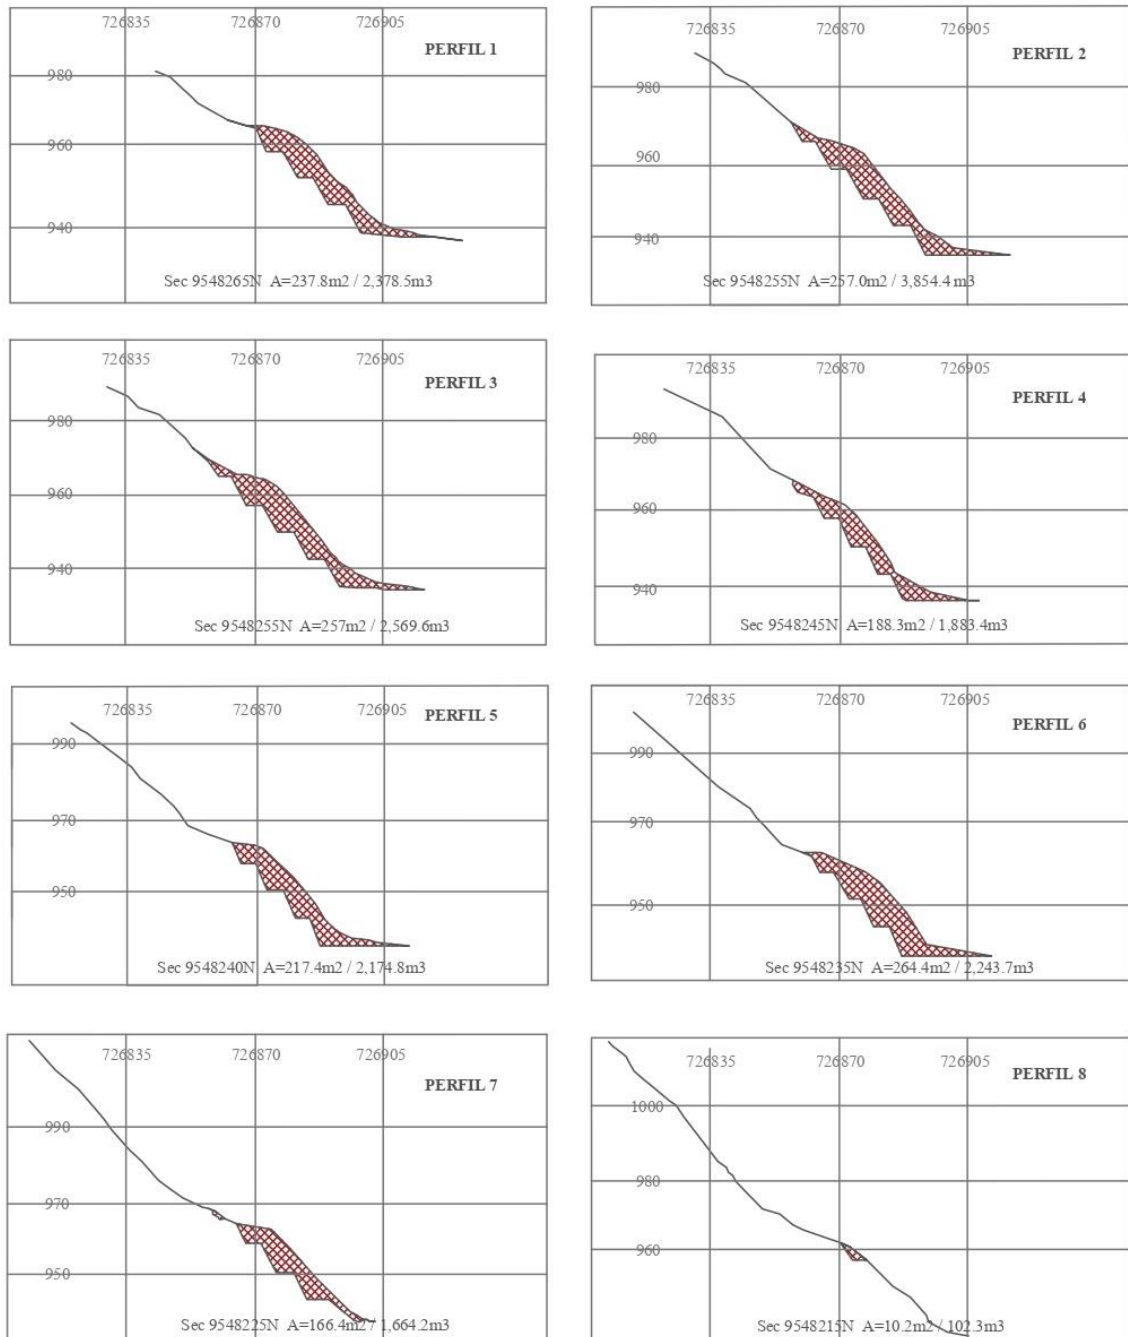 726835 726870 726905
PERFIL 1
980
960
940
Sec 9548265N A=237.8m2 / 2,378.5m3
726835 726870 726905
PERFIL 2
980
960
940
Sec 9548255N A=257.0m2 / 3,854.4 m3
726835 726870 726905
PERFIL 3
980
960
940
Sec 9548255N A=257m2 / 2,569.6m3
726835 726870 726905
PERFIL 4
980
960
940
Sec 9548245N A=188.3m2 / 1,883.4m3
726835 726870 726905
PERFIL 5
990
970
950
Sec 9548240N A=217.4m2 / 2,174.8m3
726835 726870 726905
PERFIL 6
990
970
950
Sec 9548235N A=264.4m2 / 2,243.7m3
726835 726870 726905
PERFIL 7
990
970
950
Sec 9548225N A=166.4m2 / 1,664.2m3
726835 726870 726905
PERFIL 8
1000
980
960
Sec 9548215N A=10.2m2 / 102.3m3